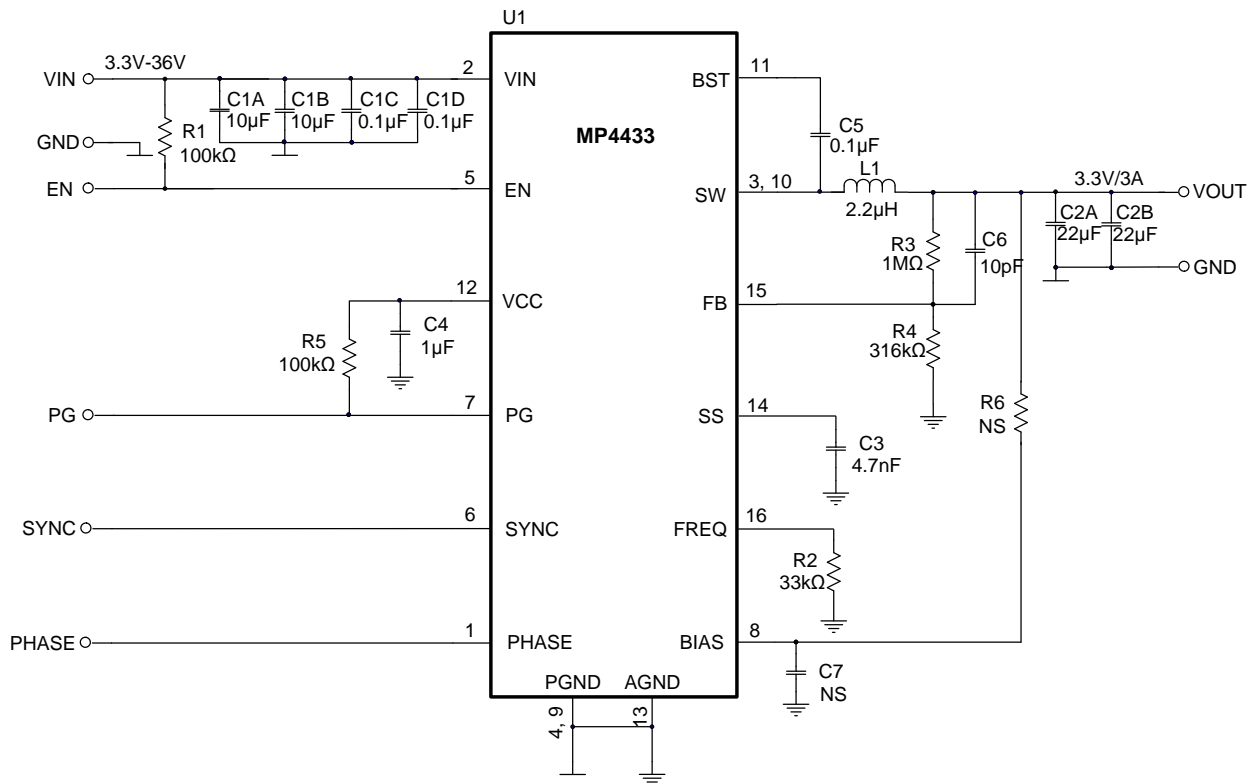 U1
3.3V-36V
VIN
2
VIN
C1A
10µF
C1B
10µF
C1C
0.1µF
C1D
0.1µF
R1
100kΩ
GND
EN
5
EN
MP4433
BST
11
C5
0.1µF
L1
2.2µH
SW
3, 10
3.3V/3A
VOUT
C2A
22µF
C2B
22µF
GND
R3
1MΩ
C6
10pF
FB
15
R4
316kΩ
12
VCC
C4
1µF
R5
100kΩ
PG
7
PG
SS
14
C3
4.7nF
R6
NS
SYNC
6
SYNC
FREQ
16
R2
33kΩ
PHASE
1
PHASE
BIAS
8
C7
NS
PGND
AGND
4, 9
13